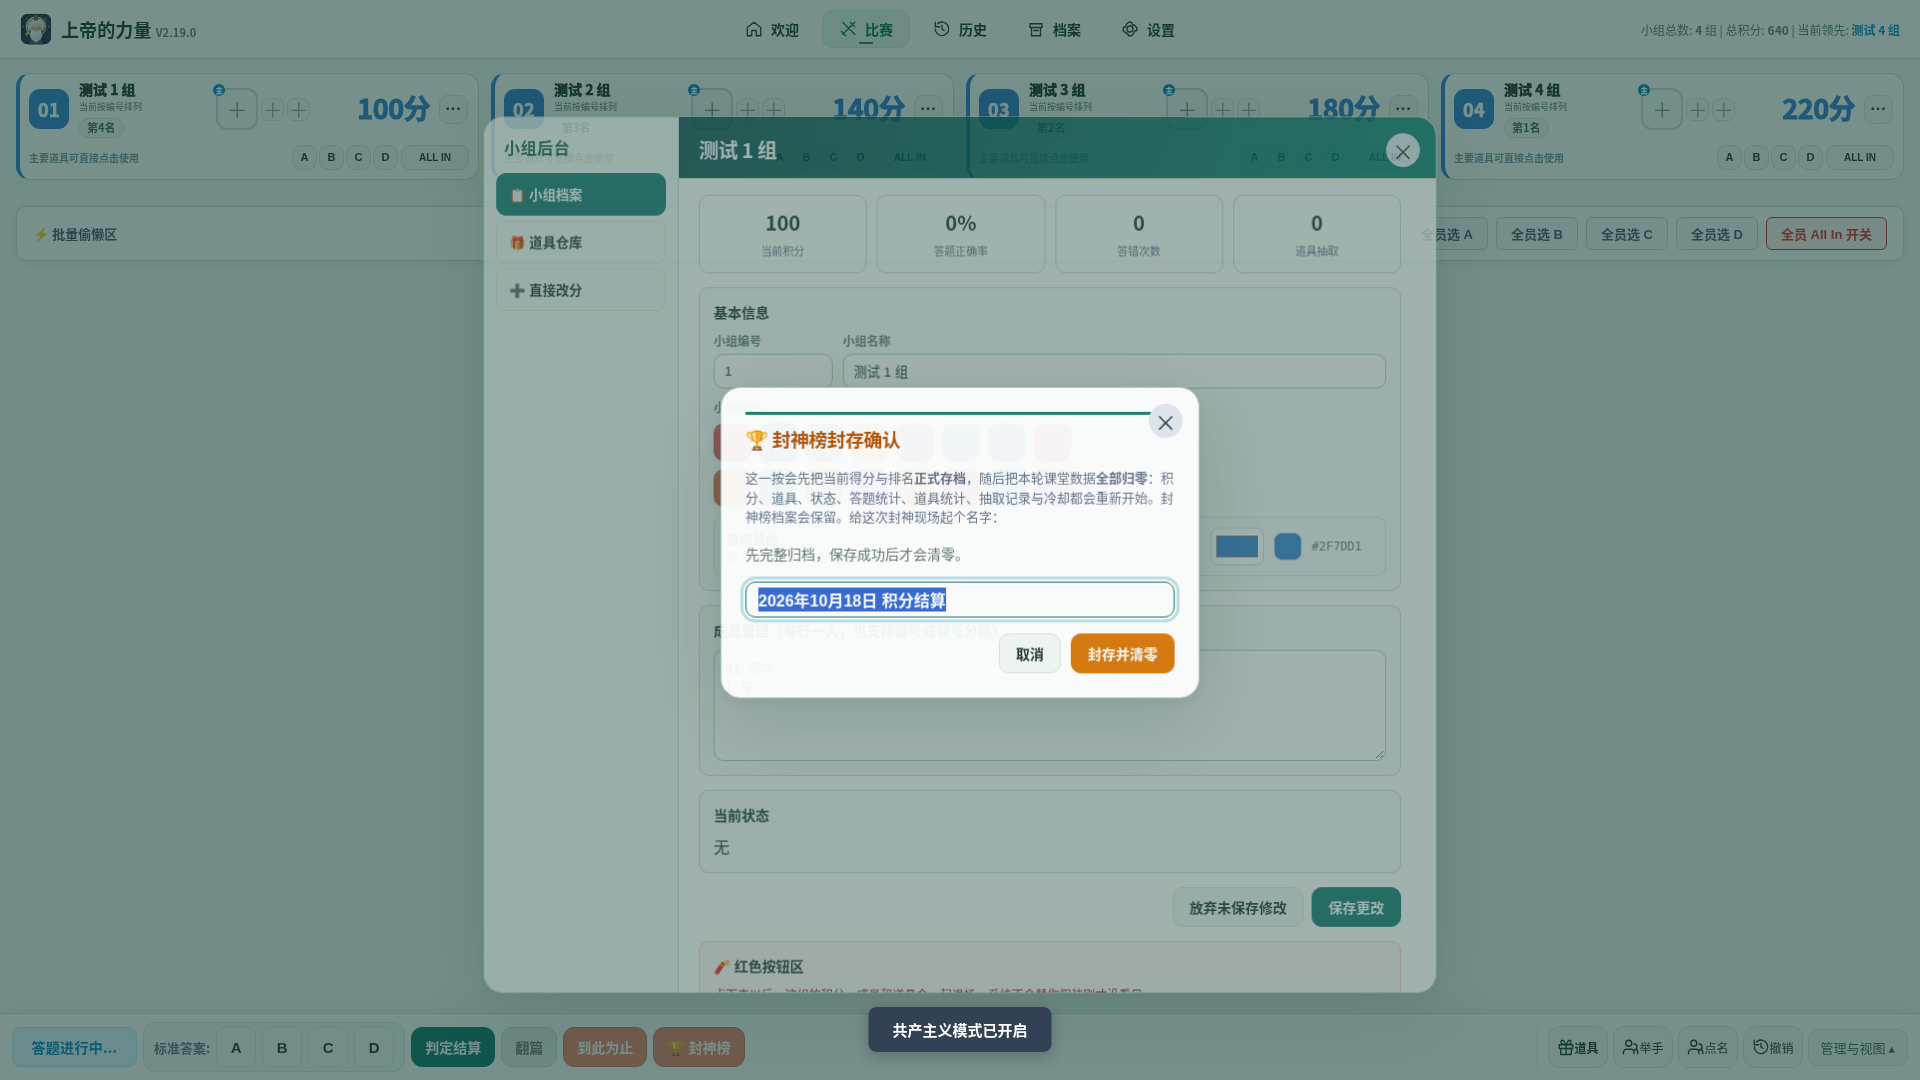 上帝的力量 V2.19.0
欢迎
比赛
历史
档案
设置
小组总数: 4 组 | 总积分: 640 | 当前领先: 测试 4 组
01
测试 1 组
当前按编号排列
第4名
主
100分
主要道具可直接点击使用
A
B
C
D
ALL IN
02
测试 2 组
当前按编号排列
第3名
主
140分
主要道具可直接点击使用
A
B
C
D
ALL IN
03
测试 3 组
当前按编号排列
第2名
主
180分
主要道具可直接点击使用
A
B
C
D
04
测试 4 组
当前按编号排列
第1名
主
220分
主要道具可直接点击使用
A
B
C
D
ALL IN
⚡ 批量偷懒区
全员选 A
全员选 B
全员选 C
全员选 D
全员 All In 开关
小组后台
📋 小组档案
🎁 道具仓库
➕ 直接改分
测试 1 组
100
当前积分
0%
答题正确率
0
答错次数
0
道具抽取
基本信息
小组编号
小组名称
1
测试 1 组
#2F7DD1
🏆 封神榜封存确认
这一按会先把当前得分与排名正式存档，随后把本轮课堂数据全部归零：积
分、道具、状态、答题统计、道具统计、抽取记录与冷却都会重新开始。封
神榜档案会保留。给这次封神现场起个名字：
先完整归档，保存成功后才会清零。
2026年10月18日 积分结算
取消
封存并清零
当前状态
无
放弃未保存修改
保存更改
🧨 红色按钮区
共产主义模式已开启
答题进行中...
标准答案:
A
B
C
D
判定结算
翻篇
到此为止
🏆 封神榜
道具
举手
点名
撤销
管理与视图 ▴